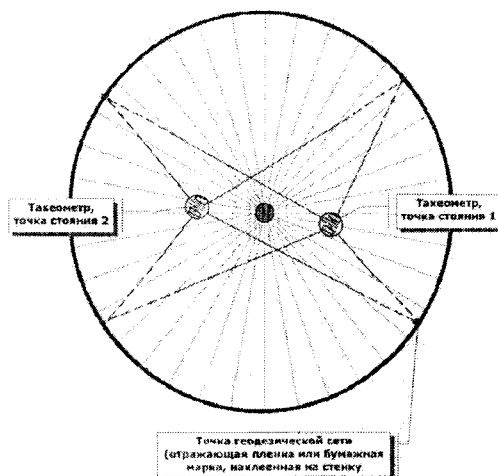 Тахеометр,
точка стояния 2
Тахеометр,
точка стояния 1
Точка геодезической сети
(отражающая пленка или бумажная
марка, наклеенная на стенку